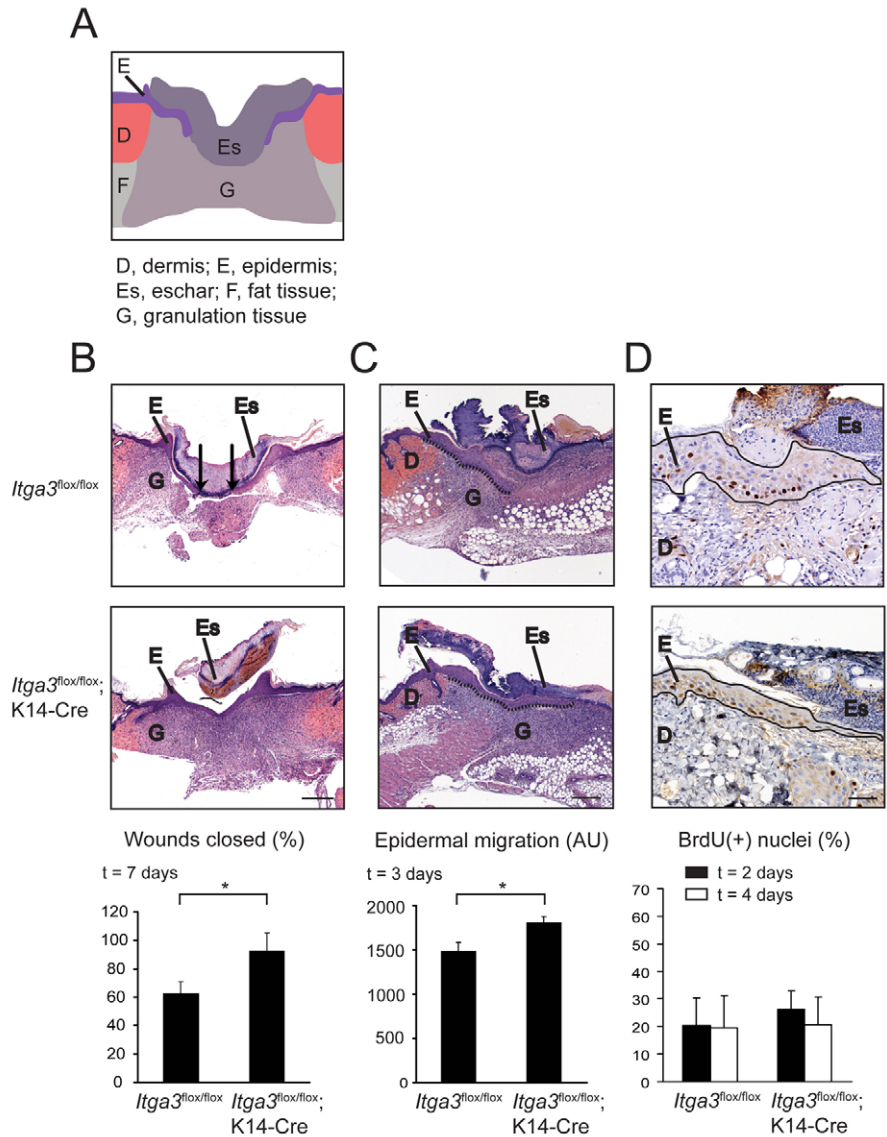 A
E
D
Es
F
G
D, dermis; E, epidermis;
Es, eschar; F, fat tissue;
G, granulation tissue
B
C
D
Itga3flox/flox
E
Es
G
E
Es
D
G
E
Es
D
Itga3flox/flox;
K14-Cre
Es
E
G
E
Es
D
G
E
Es
D
Wounds closed (%)
t = 7 days
*
120
100
80
60
40
20
0
Itga3flox/flox
Itga3flox/flox;
K14-Cre
Epidermal migration (AU)
t = 3 days
*
2000
1500
1000
500
0
Itga3flox/flox
Itga3flox/flox;
K14-Cre
BrdU(+) nuclei (%)
t = 2 days
t = 4 days
70
60
50
40
30
20
10
0
Itga3flox/flox
Itga3flox/flox;
K14-Cre